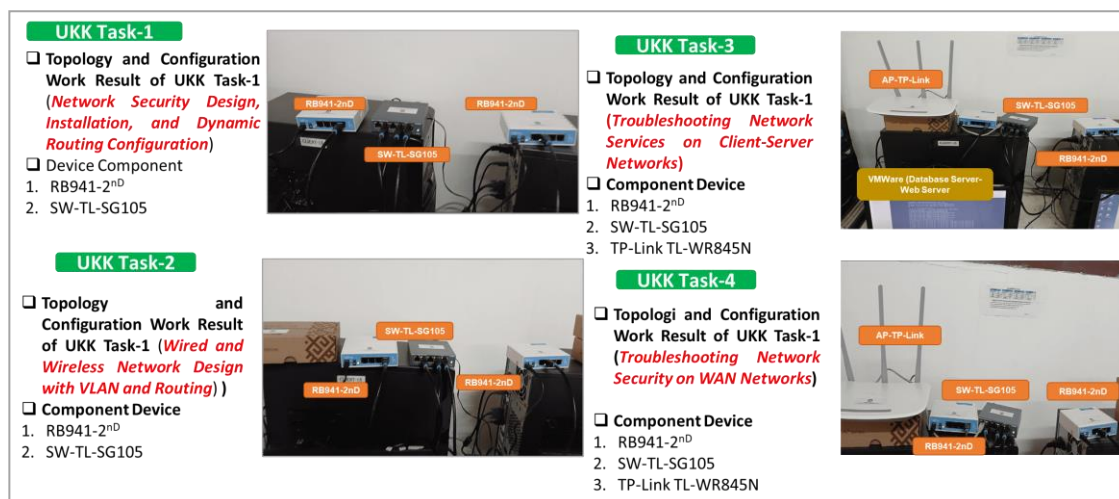 UKK Task-1
❑ Topology and Configuration
Work Result of UKK Task-1
(Network Security Design,
Installation, and Dynamic
Routing Configuration)
❑ Device Component
1. RB941-2nD
2. SW-TL-SG105
RB941-2nD
RB941-2nD
SW-TL-SG105
UKK Task-2
❑ Topology and
Configuration Work Result
of UKK Task-1 (Wired and
Wireless Network Design
with VLAN and Routing) )
❑ Component Device
1. RB941-2nD
2. SW-TL-SG105
SW-TL-SG105
RB941-2nD
RB941-2nD
UKK Task-3
❑ Topology and Configuration
Work Result of UKK Task-1
(Troubleshooting Network
Services on Client-Server
Networks)
❑ Component Device
1. RB941-2nD
2. SW-TL-SG105
3. TP-Link TL-WR845N
AP-TP-Link
SW-TL-SG105
RB941-2nD
VMWare (Database Server-
Web Server
UKK Task-4
❑ Topologi and Configuration
Work Result of UKK Task-1
(Troubleshooting Network
Security on WAN Networks)
❑ Component Device
1. RB941-2nD
2. SW-TL-SG105
3. TP-Link TL-WR845N
AP-TP-Link
SW-TL-SG105
RB941-2nD
RB941-2nD